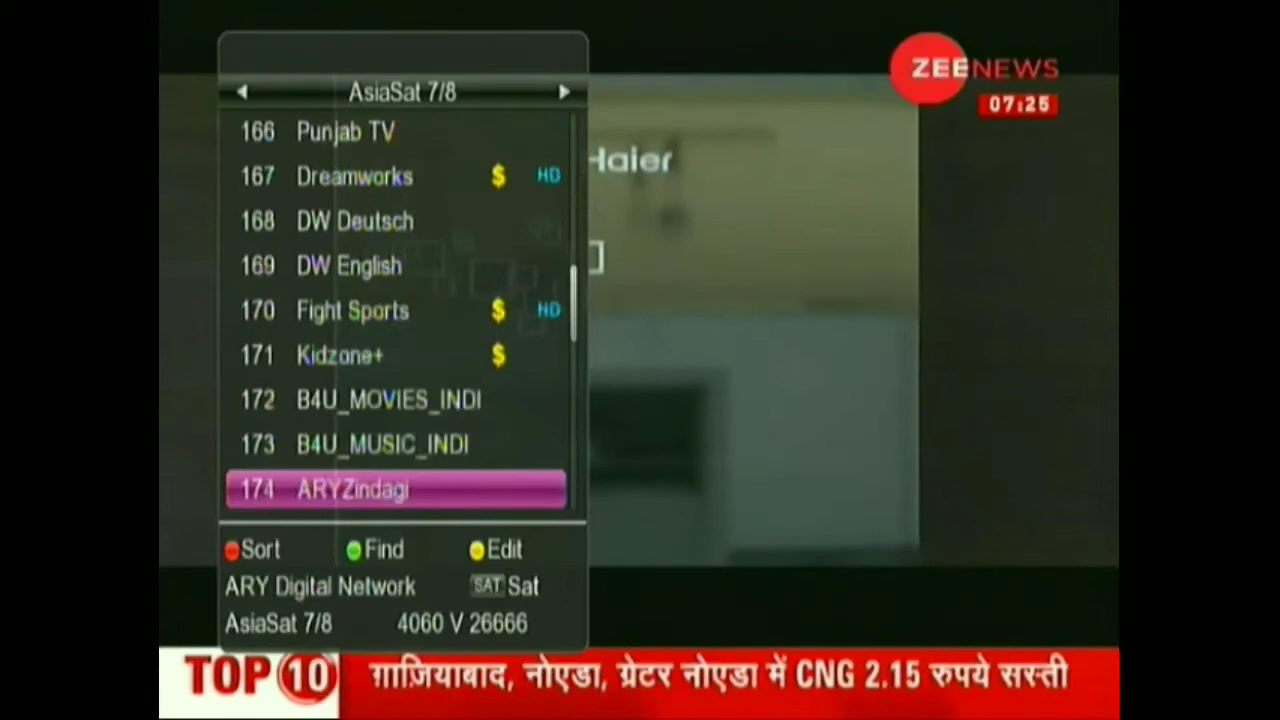 AsiaSat 7/8
166 Punjab TV
167 Dreamworks $ HD
168 DW Deutsch
169 DW English
170 Fight Sports $ HD
171 Kidzone+ $
172 B4U_MOVIES_INDI
173 B4U_MUSIC_INDI
174 ARYZindagi
Sort Find Edit
ARY Digital Network SAT Sat
AsiaSat 7/8 4060 V 26666
ZEENEWS
07:25
Haier
TOP 10 ग़ाज़ियाबाद, नोएडा, ग्रेटर नोएडा में CNG 2.15 रुपये सस्ती